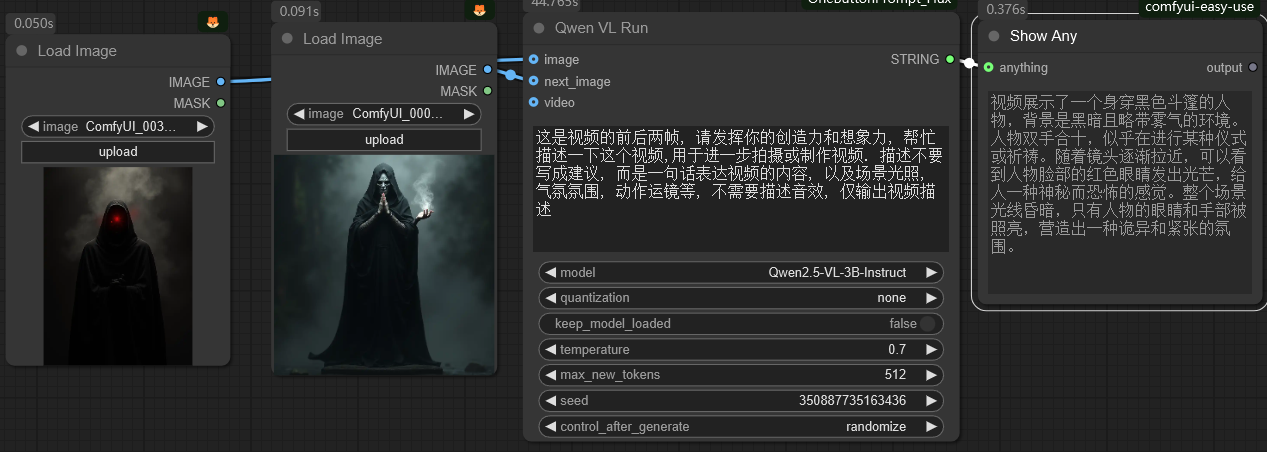 0.050s
Load Image
IMAGE
MASK
image ComfyUI_003...
upload
0.091s
Load Image
IMAGE
MASK
image ComfyUI_000...
upload
44.765s
OneButtonPrompt_Flux
Qwen VL Run
image
STRING
next_image
video
这是视频的前后两帧，请发挥你的创造力和想象力，帮忙
描述一下这个视频,用于进一步拍摄或制作视频. 描述不要
写成建议，而是一句话表达视频的内容，以及场景光照，
气氛氛围，动作运镜等，不需要描述音效，仅输出视频描
述
model Qwen2.5-VL-3B-Instruct
quantization none
keep_model_loaded false
temperature 0.7
max_new_tokens 512
seed 350887735163436
control_after_generate randomize
0.376s
comfyui-easy-use
Show Any
anything
output
视频展示了一个身穿黑色斗篷的人
物，背景是黑暗且略带雾气的环境。
人物双手合十，似乎在进行某种仪式
或祈祷。随着镜头逐渐拉近，可以看
到人物脸部的红色眼睛发出光芒，给
人一种神秘而恐怖的感觉。整个场景
光线昏暗，只有人物的眼睛和手部被
照亮，营造出一种诡异和紧张的氛
围。